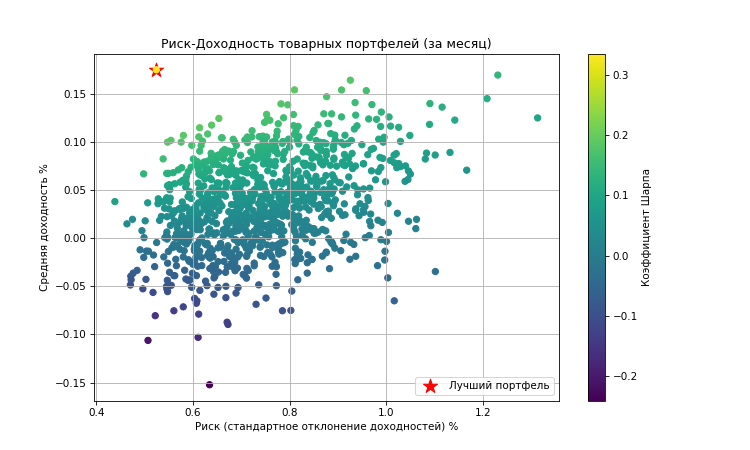 Риск-Доходность товарных портфелей (за месяц)
Средняя доходность %
0.15
0.10
0.05
0.00
−0.05
−0.10
−0.15
0.4 0.6 0.8 1.0 1.2
Риск (стандартное отклонение доходностей) %
Лучший портфель
0.3
0.2
0.1
0.0
−0.1
−0.2
Коэффициент Шарпа